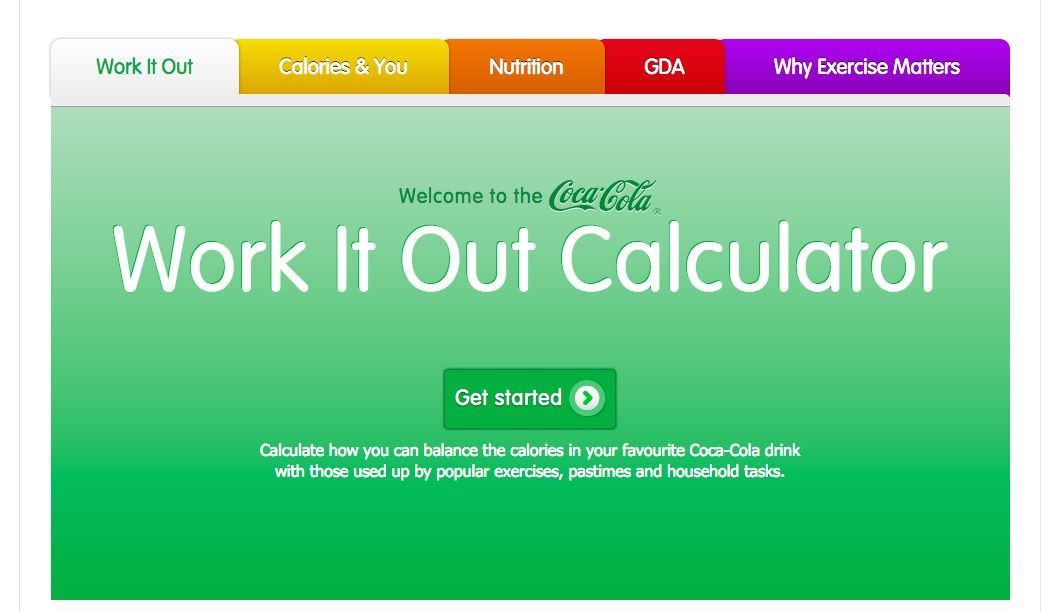 Work It Out
Calories & You
Nutrition
GDA
Why Exercise Matters
Welcome to the Coca-Cola®
Work It Out Calculator
Get started
Calculate how you can balance the calories in your favourite Coca-Cola drink
with those used up by popular exercises, pastimes and household tasks.